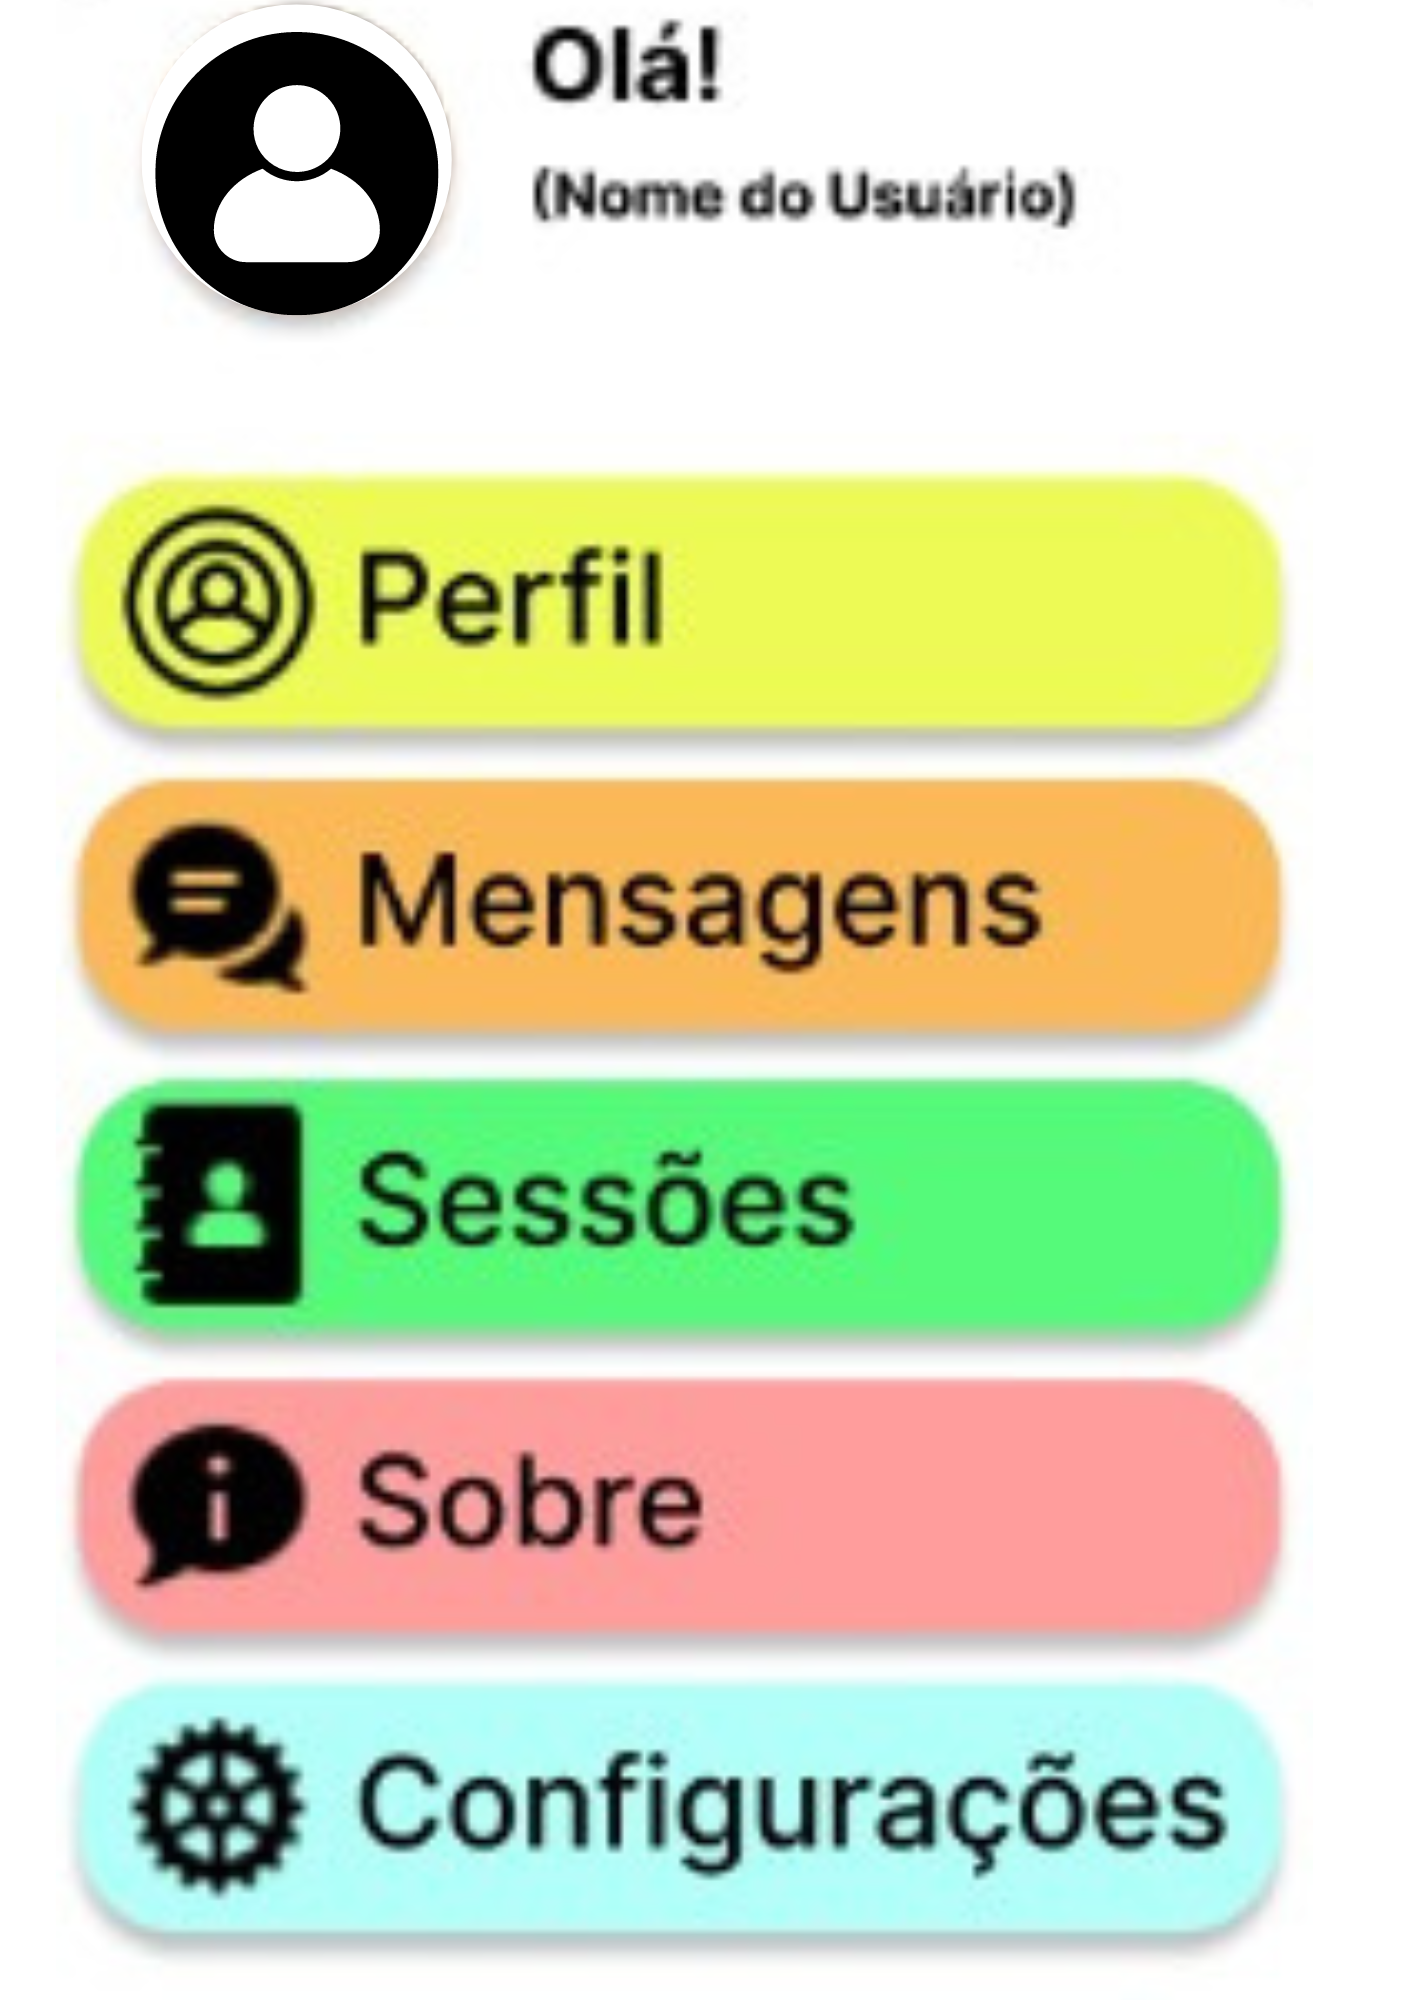 Olá!
(Nome do Usuário)
Perfil
Mensagens
Sessões
Sobre
Configurações